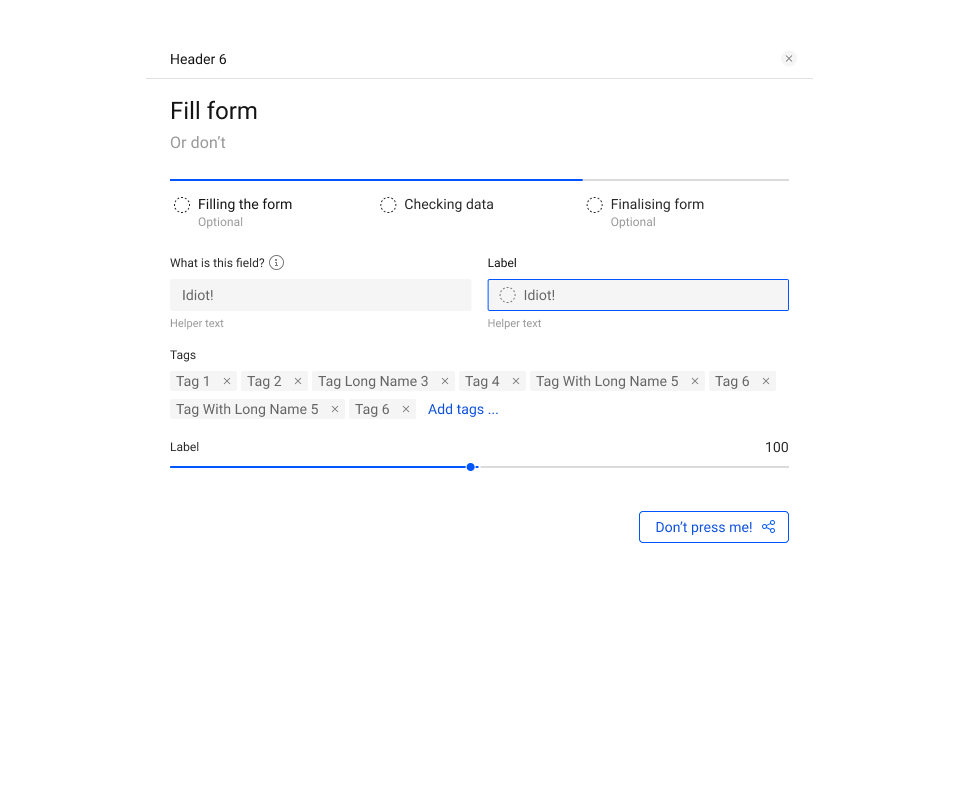 Header 6
Fill form
Or don't
Filling the form Checking data Finalising form
Optional Optional
What is this field? Label
Idiot! Idiot!
Helper text Helper text
Tags
Tag 1 × Tag 2 × Tag Long Name 3 × Tag 4 × Tag With Long Name 5 × Tag 6 ×
Tag With Long Name 5 × Tag 6 × Add tags ...
Label 100
Don't press me!